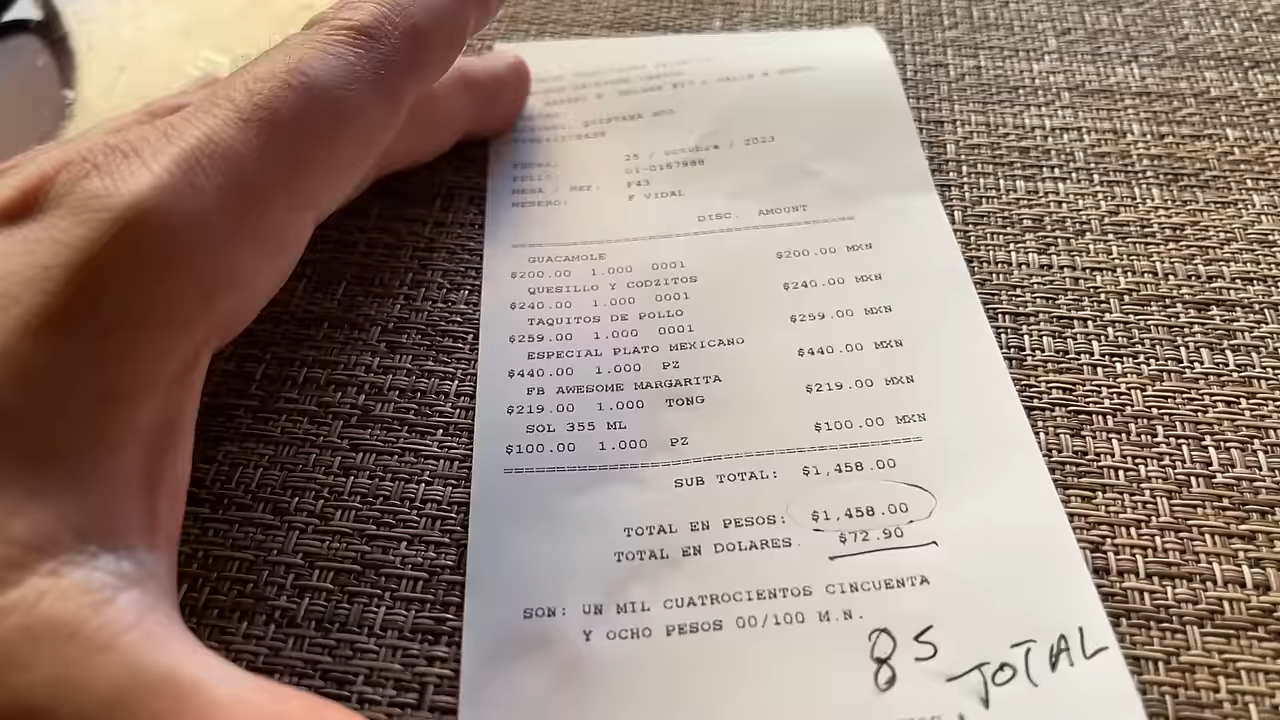 QUINTANA ROO
FECHA: 25 / octubre / 2023
FOLIO: 01-0167988
MESA / REF: F43
MESERO: F VIDAL
DISC. AMOUNT
GUACAMOLE
$200.00 1.000 0001 $200.00 MXN
QUESILLO Y CODZITOS
$240.00 1.000 0001 $240.00 MXN
TAQUITOS DE POLLO
$259.00 1.000 0001 $259.00 MXN
ESPECIAL PLATO MEXICANO
$440.00 1.000 PZ $440.00 MXN
FB AWESOME MARGARITA
$219.00 1.000 TONG $219.00 MXN
SOL 355 ML
$100.00 1.000 PZ $100.00 MXN
SUB TOTAL: $1,458.00
TOTAL EN PESOS: $1,458.00
TOTAL EN DOLARES. $72.90
SON: UN MIL CUATROCIENTOS CINCUENTA
Y OCHO PESOS 00/100 M.N.
85 TOTAL